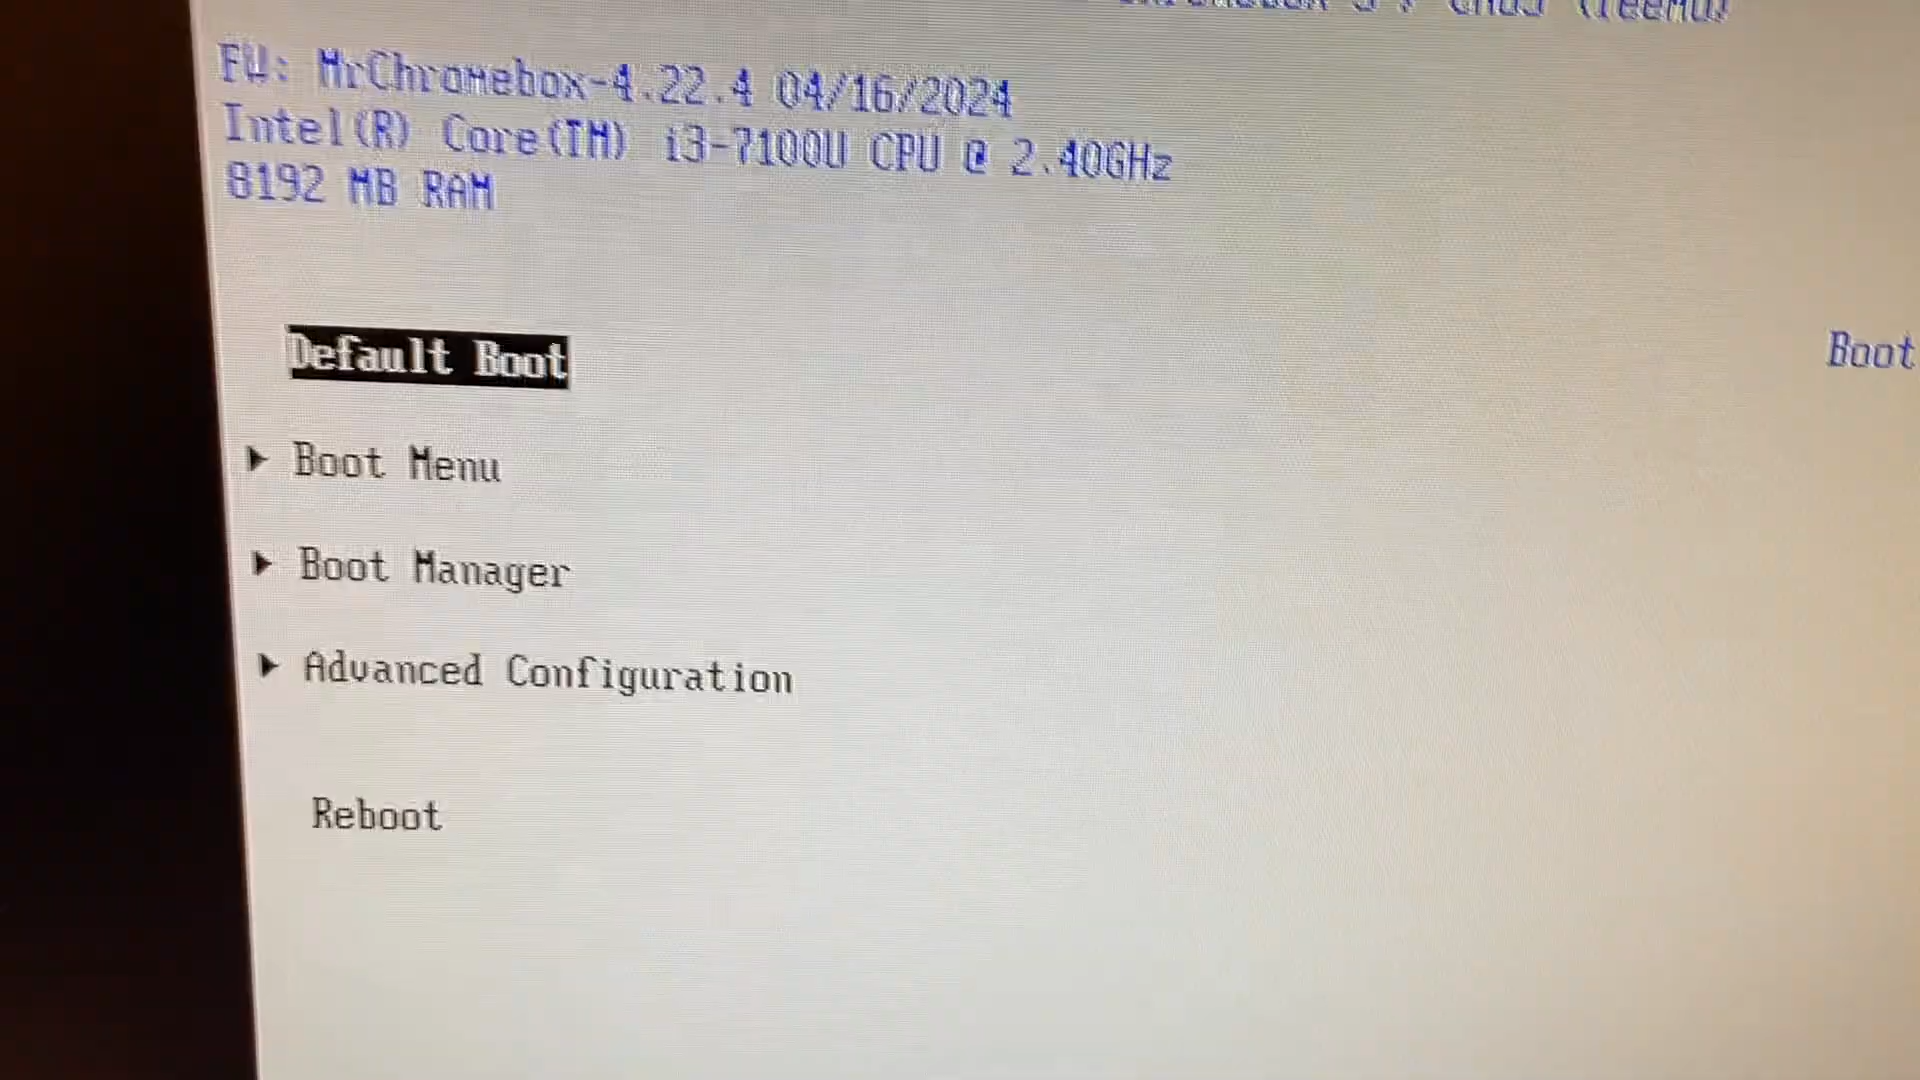 FW: MrChromebox-4.22.4 04/16/2024
Intel(R) Core(TM) i3-7100U CPU @ 2.40GHz
8192 MB RAM
Default Boot
Boot
Boot Menu
Boot Manager
Advanced Configuration
Reboot